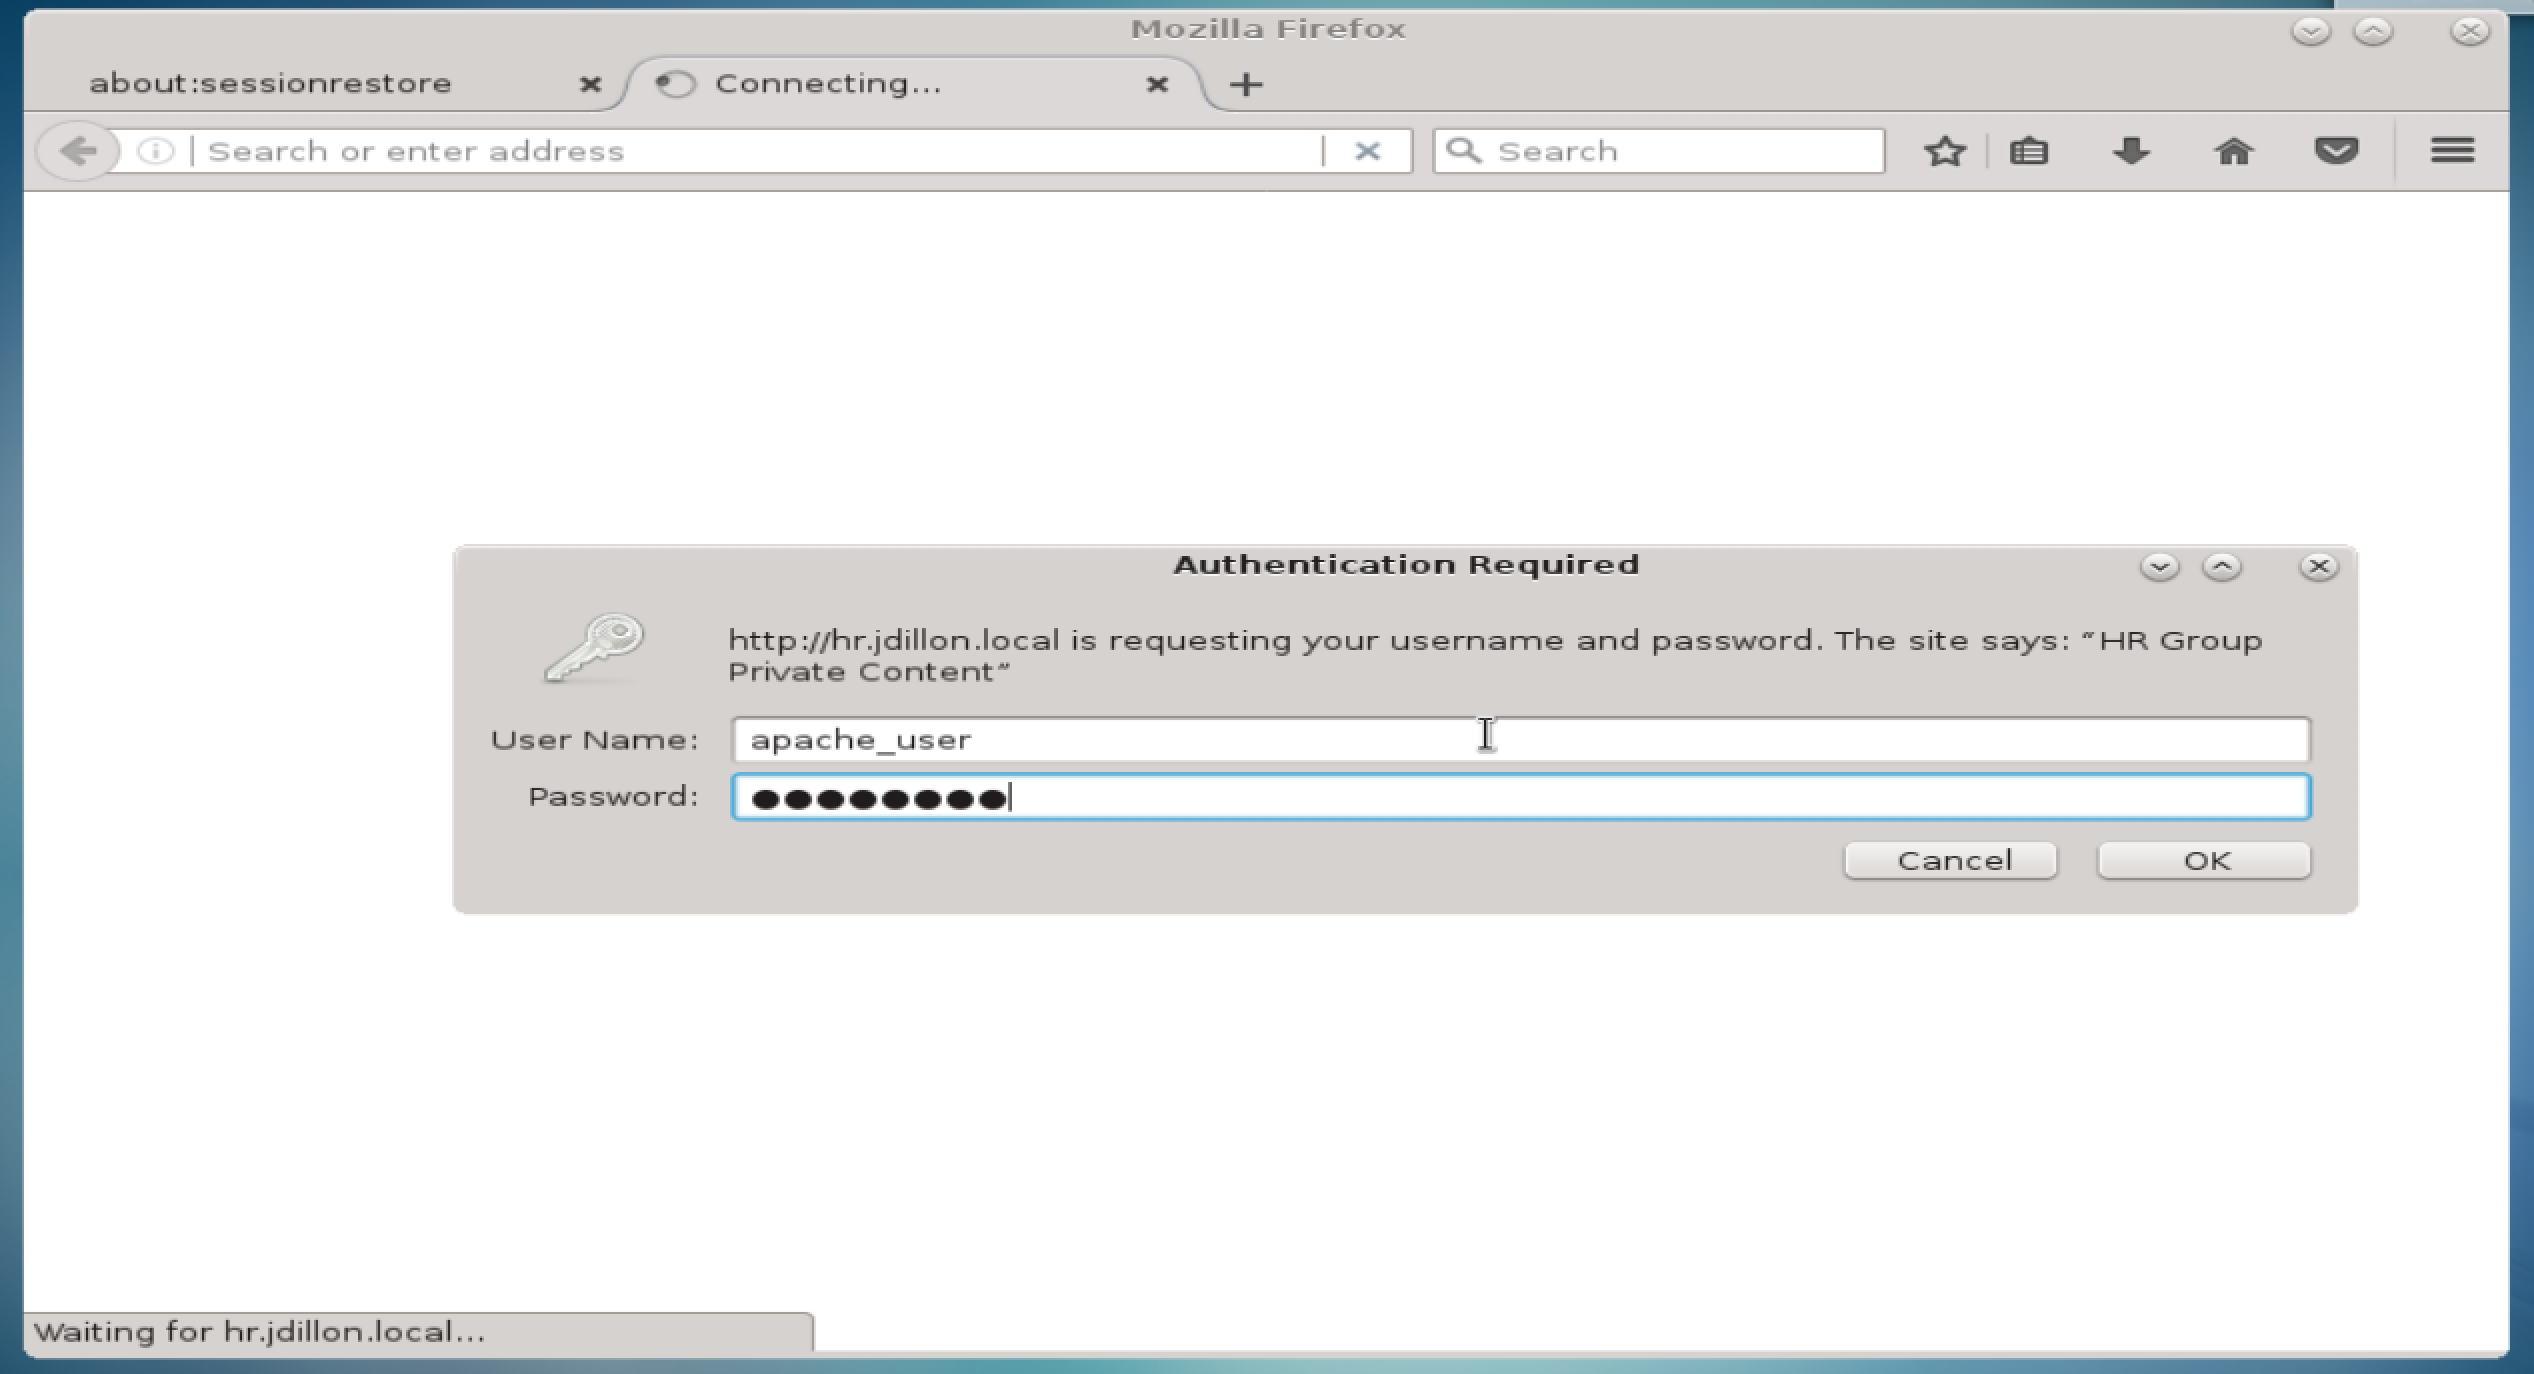 Mozilla Firefox
about:sessionrestore
Connecting...
Search or enter address
Search
Authentication Required
http://hr.jdillon.local is requesting your username and password. The site says: “HR Group
Private Content”
User Name: apache_user
Password: ●●●●●●●●
Cancel OK
Waiting for hr.jdillon.local...